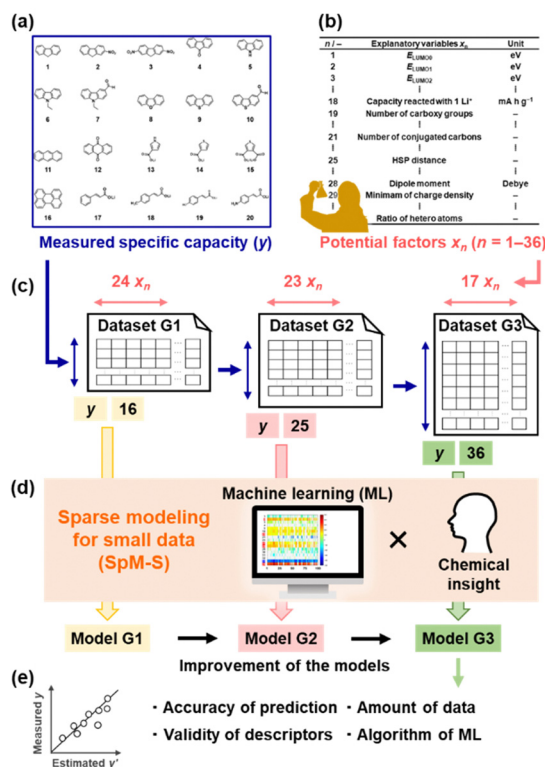 (a)
1 2 3 4 5
6 7 8 9 10
11 12 13 14 15
16 17 18 19 20
Measured specific capacity (y)
(b)
n / – Explanatory variables xn Unit
1 ELUMO0 eV
2 ELUMO1 eV
3 ELUMO2 eV
18 Capacity reacted with 1 Li+ mA h g−1
19 Number of carboxy groups –
21 Number of conjugated carbons –
25 HSP distance –
28 Dipole moment Debye
29 Minimam of charge density –
Ratio of hetero atoms –
Potential factors xn (n = 1–36)
(c)
24 xn 23 xn 17 xn
Dataset G1 Dataset G2 Dataset G3
y 16
y 25
y 36
(d)
Machine learning (ML)
Sparse modeling
for small data
(SpM-S)
×
Chemical
insight
Model G1 Model G2 Model G3
Improvement of the models
(e)
Measured y
Estimated y'
· Accuracy of prediction · Amount of data
· Validity of descriptors · Algorithm of ML